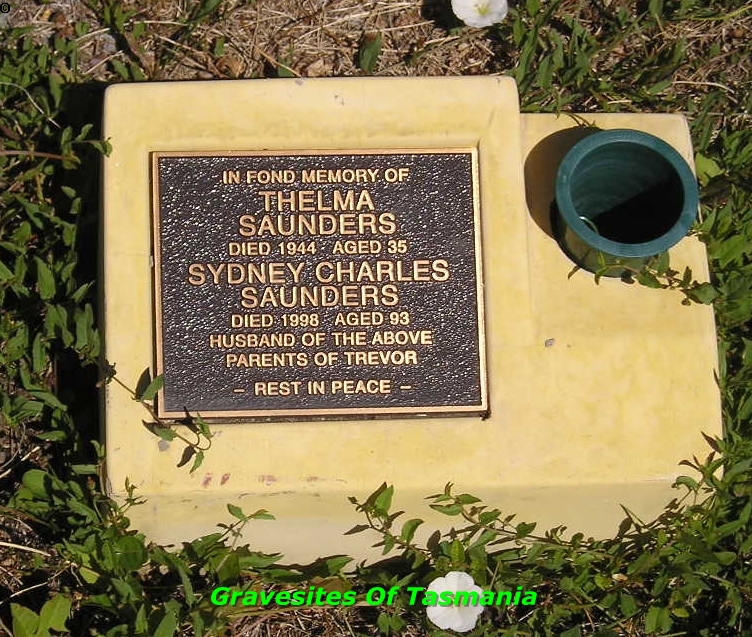 ©
IN FOND MEMORY OF
THELMA
SAUNDERS
DIED 1944 AGED 35
SYDNEY CHARLES
SAUNDERS
DIED 1998 AGED 93
HUSBAND OF THE ABOVE
PARENTS OF TREVOR
– REST IN PEACE –
Gravesites Of Tasmania